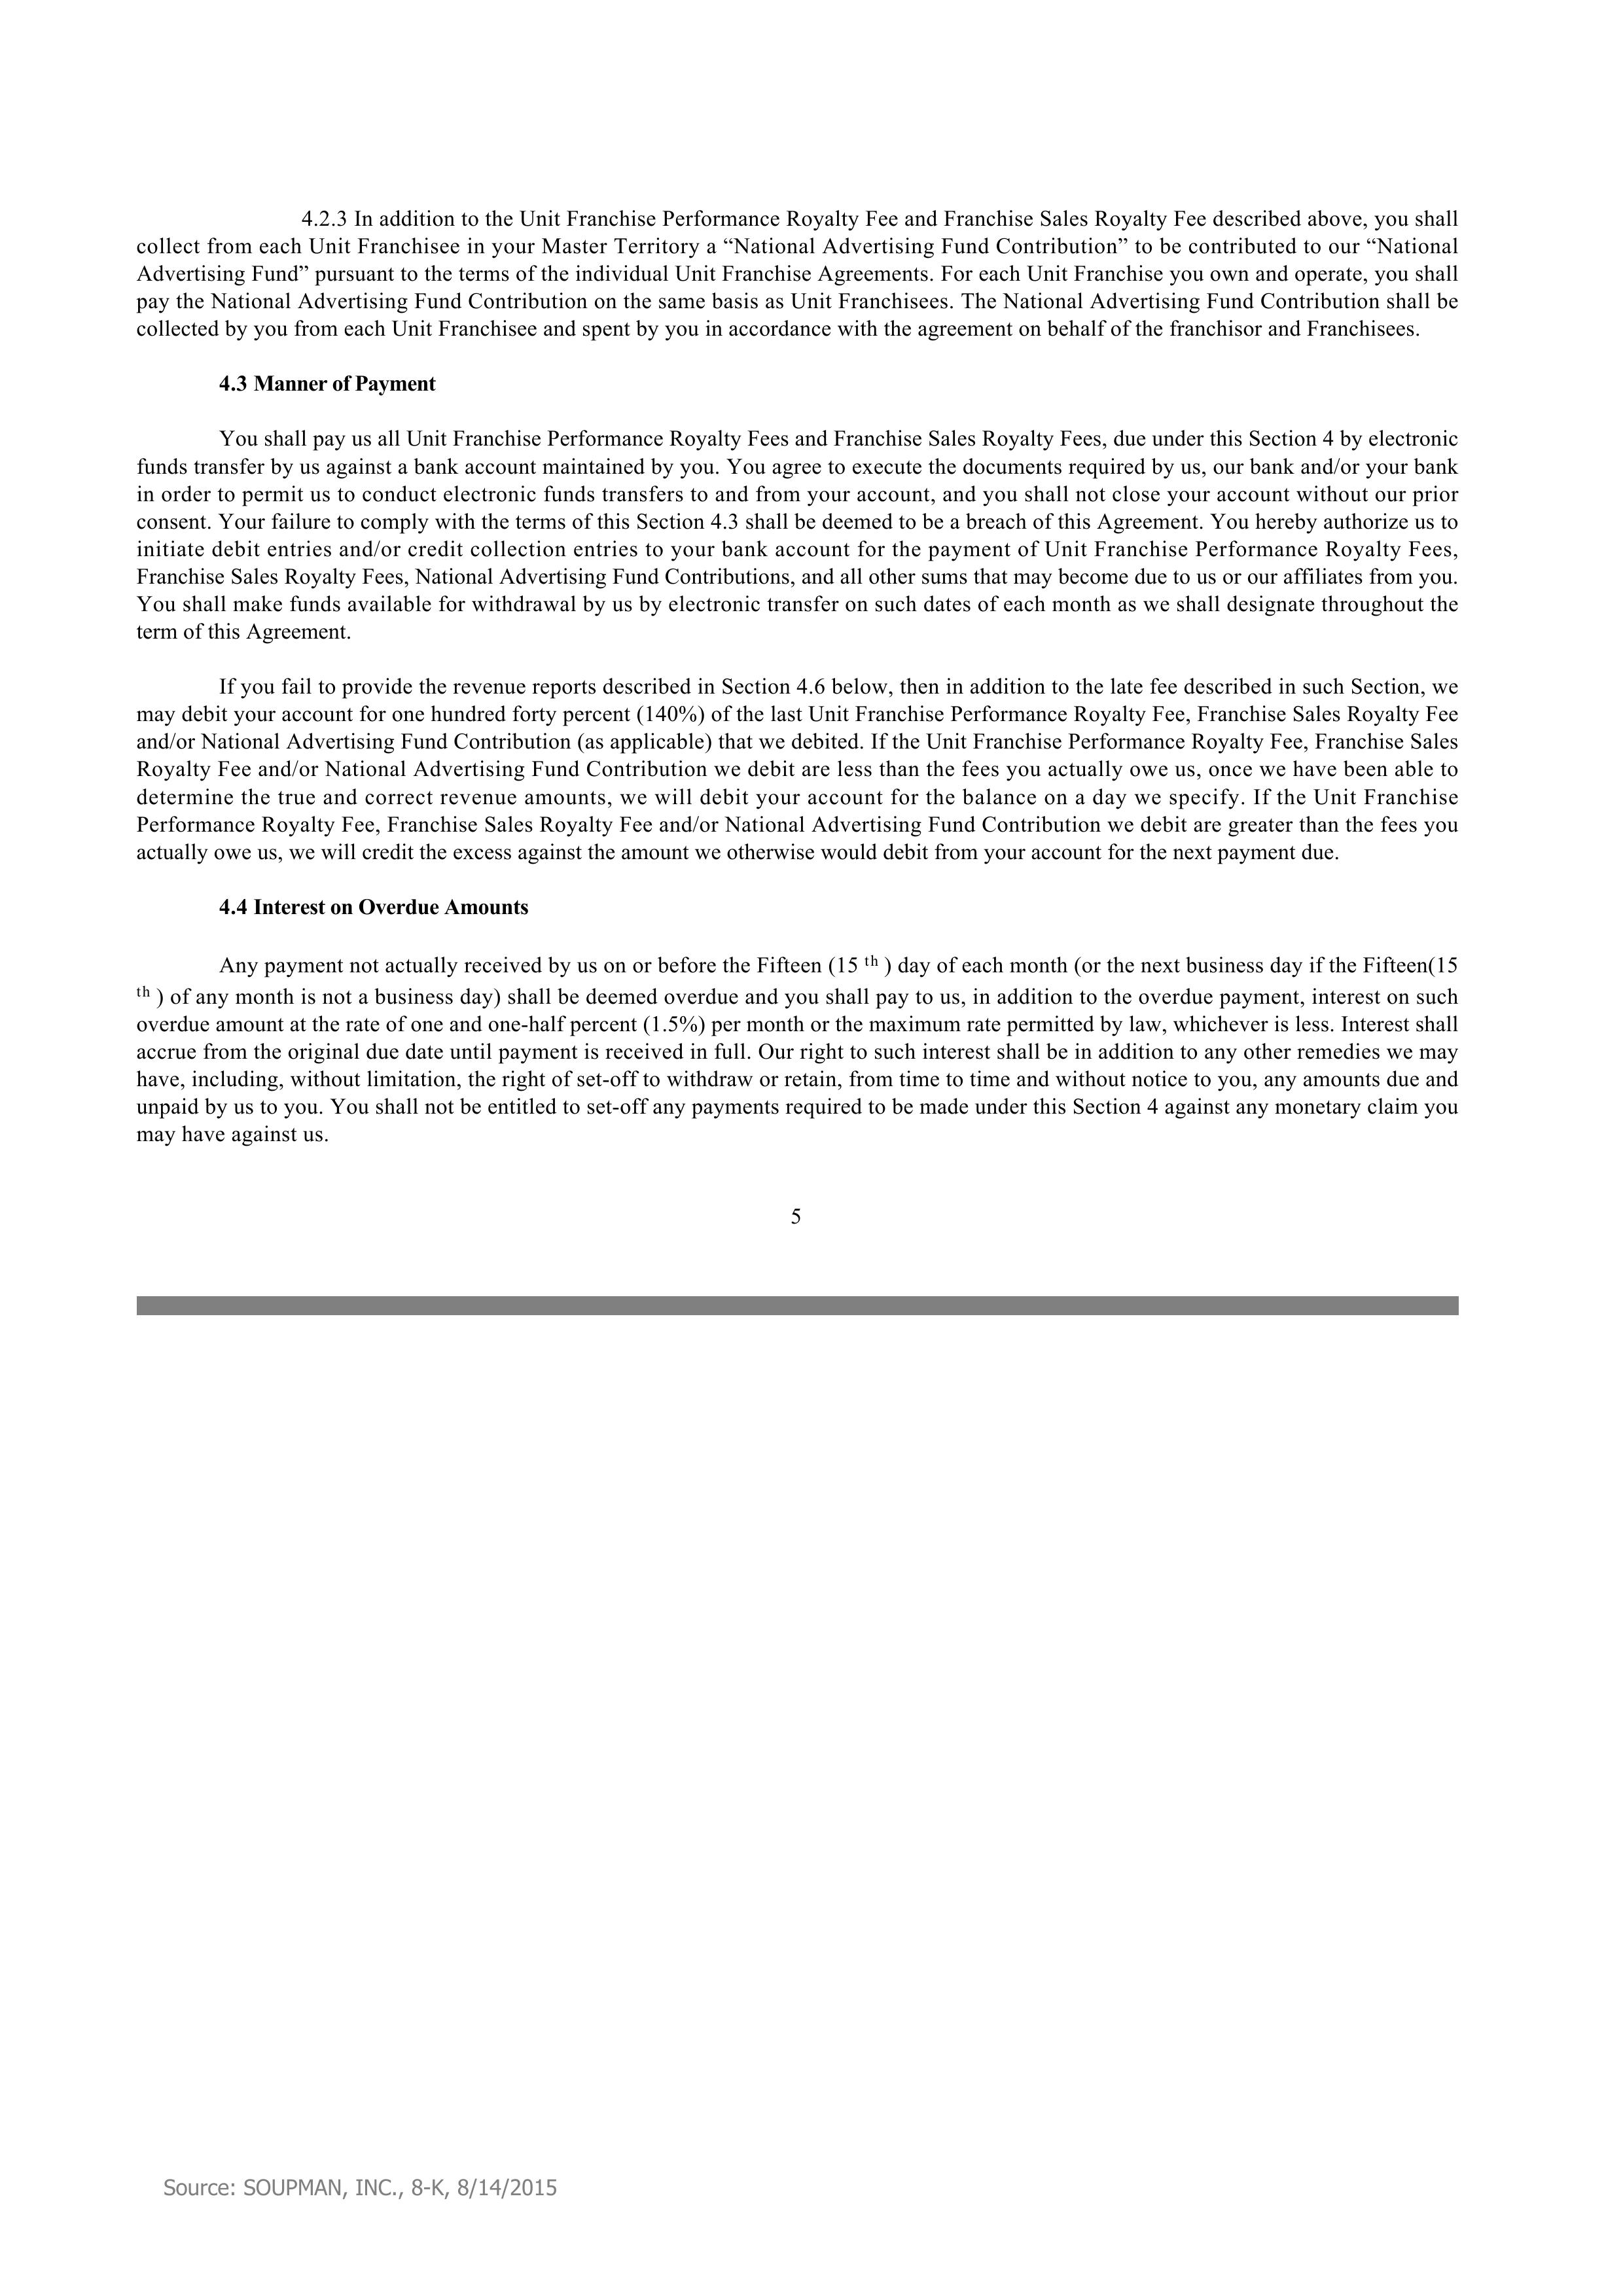 4.2.3 In addition to the Unit Franchise Performance Royalty Fee and Franchise Sales Royalty Fee described above, you shall
collect from each Unit Franchisee in your Master Territory a “National Advertising Fund Contribution” to be contributed to our “National
Advertising Fund” pursuant to the terms of the individual Unit Franchise Agreements. For each Unit Franchise you own and operate, you shall
pay the National Advertising Fund Contribution on the same basis as Unit Franchisees. The National Advertising Fund Contribution shall be
collected by you from each Unit Franchisee and spent by you in accordance with the agreement on behalf of the franchisor and Franchisees.
4.3 Manner of Payment
You shall pay us all Unit Franchise Performance Royalty Fees and Franchise Sales Royalty Fees, due under this Section 4 by electronic
funds transfer by us against a bank account maintained by you. You agree to execute the documents required by us, our bank and/or your bank
in order to permit us to conduct electronic funds transfers to and from your account, and you shall not close your account without our prior
consent. Your failure to comply with the terms of this Section 4.3 shall be deemed to be a breach of this Agreement. You hereby authorize us to
initiate debit entries and/or credit collection entries to your bank account for the payment of Unit Franchise Performance Royalty Fees,
Franchise Sales Royalty Fees, National Advertising Fund Contributions, and all other sums that may become due to us or our affiliates from you.
You shall make funds available for withdrawal by us by electronic transfer on such dates of each month as we shall designate throughout the
term of this Agreement.
If you fail to provide the revenue reports described in Section 4.6 below, then in addition to the late fee described in such Section, we
may debit your account for one hundred forty percent (140%) of the last Unit Franchise Performance Royalty Fee, Franchise Sales Royalty Fee
and/or National Advertising Fund Contribution (as applicable) that we debited. If the Unit Franchise Performance Royalty Fee, Franchise Sales
Royalty Fee and/or National Advertising Fund Contribution we debit are less than the fees you actually owe us, once we have been able to
determine the true and correct revenue amounts, we will debit your account for the balance on a day we specify. If the Unit Franchise
Performance Royalty Fee, Franchise Sales Royalty Fee and/or National Advertising Fund Contribution we debit are greater than the fees you
actually owe us, we will credit the excess against the amount we otherwise would debit from your account for the next payment due.
4.4 Interest on Overdue Amounts
Any payment not actually received by us on or before the Fifteen (15 th ) day of each month (or the next business day if the Fifteen(15
th ) of any month is not a business day) shall be deemed overdue and you shall pay to us, in addition to the overdue payment, interest on such
overdue amount at the rate of one and one-half percent (1.5%) per month or the maximum rate permitted by law, whichever is less. Interest shall
accrue from the original due date until payment is received in full. Our right to such interest shall be in addition to any other remedies we may
have, including, without limitation, the right of set-off to withdraw or retain, from time to time and without notice to you, any amounts due and
unpaid by us to you. You shall not be entitled to set-off any payments required to be made under this Section 4 against any monetary claim you
may have against us.
5
Source: SOUPMAN, INC., 8-K, 8/14/2015